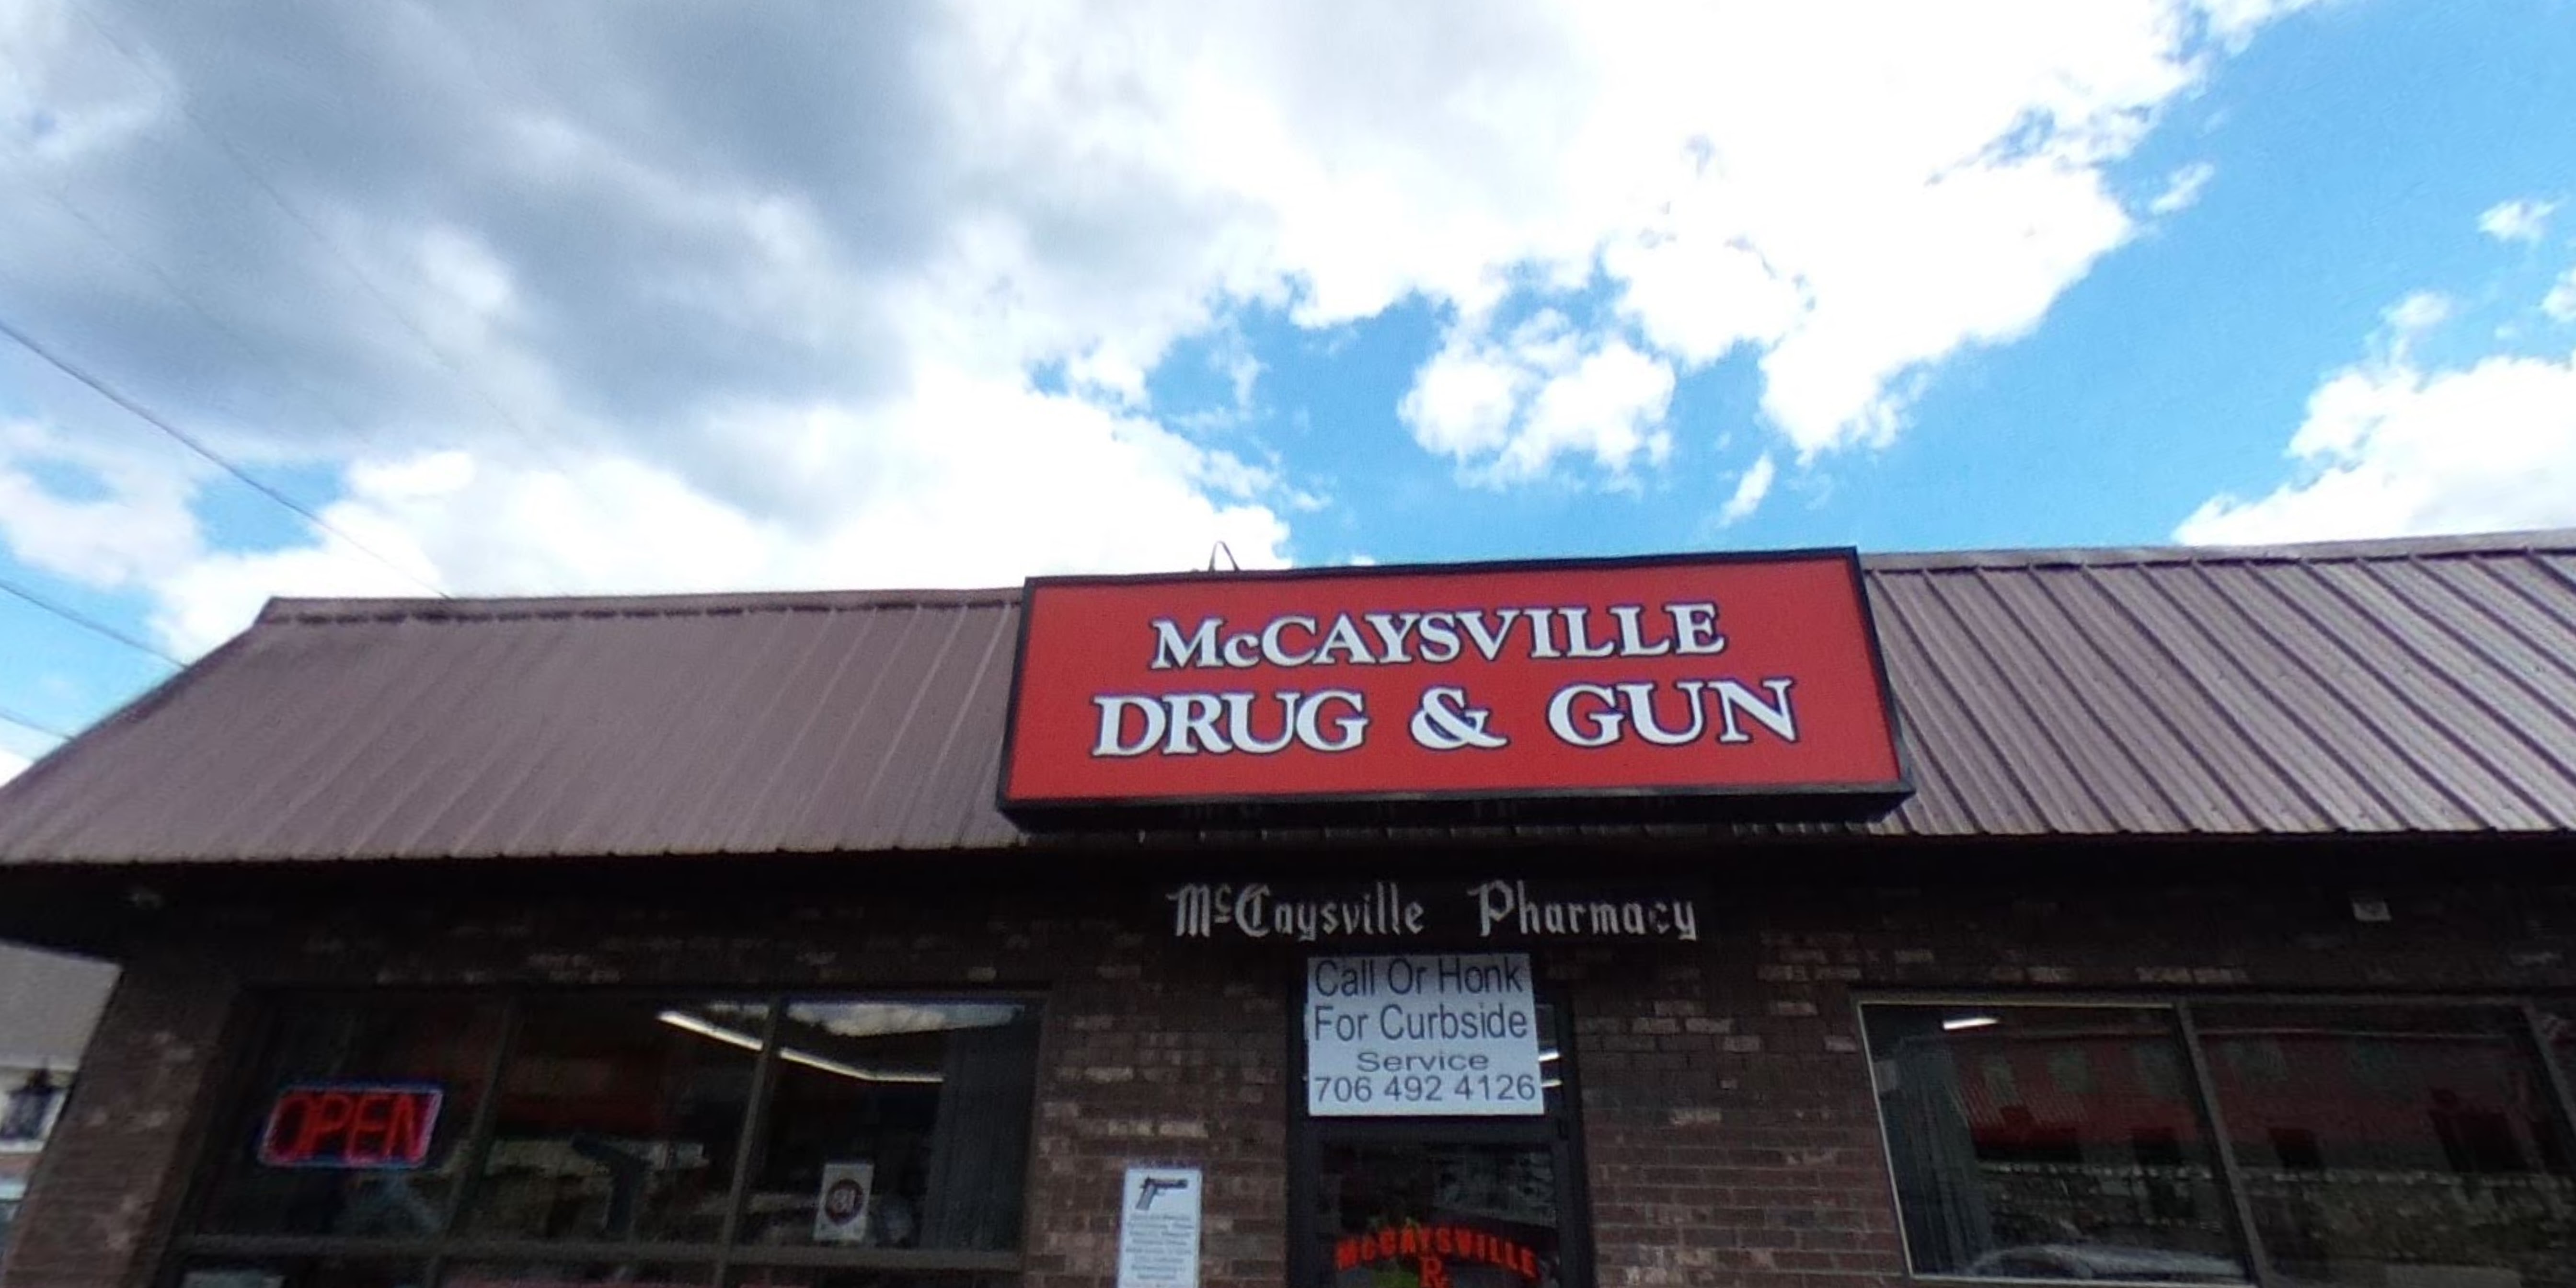 McCAYSVILLE
DRUG & GUN
McCaysville Pharmacy
Call Or Honk
For Curbside
Service
706 492 4126
OPEN
McCAYSVILLE
R